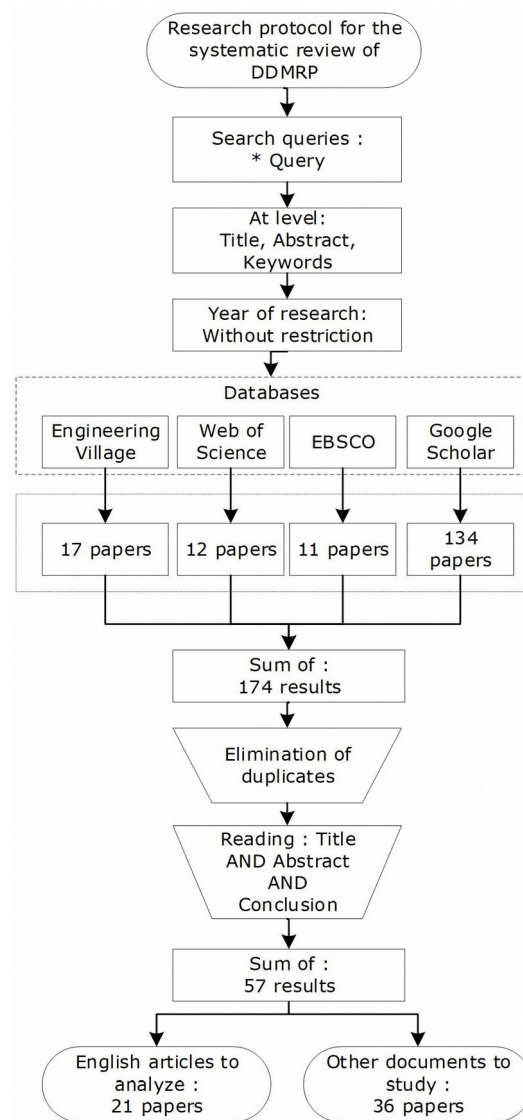 Research protocol for the
systematic review of
DDMRP
Search queries :
* Query
At level:
Title, Abstract,
Keywords
Year of research:
Without restriction
Databases
Engineering
Village
Web of
Science
EBSCO
Google
Scholar
17 papers
12 papers
11 papers
134
papers
Sum of :
174 results
Elimination of
duplicates
Reading : Title
AND Abstract
AND
Conclusion
Sum of :
57 results
English articles to
analyze :
21 papers
Other documents to
study :
36 papers